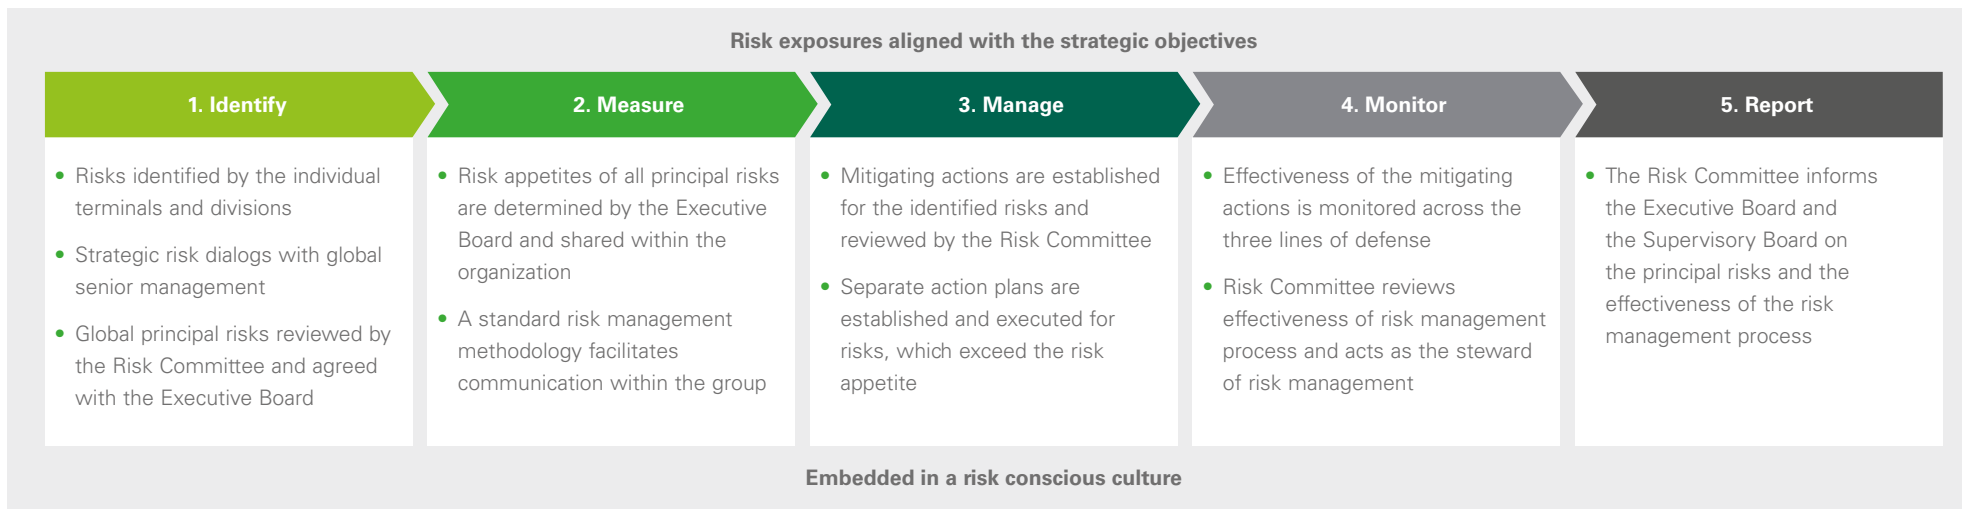 Risk exposures aligned with the strategic objectives
1. Identify
• Risks identified by the individual
terminals and divisions
• Strategic risk dialogs with global
senior management
• Global principal risks reviewed by
the Risk Committee and agreed
with the Executive Board
2. Measure
• Risk appetites of all principal risks
are determined by the Executive
Board and shared within the
organization
• A standard risk management
methodology facilitates
communication within the group
3. Manage
• Mitigating actions are established
for the identified risks and
reviewed by the Risk Committee
• Separate action plans are
established and executed for
risks, which exceed the risk
appetite
4. Monitor
• Effectiveness of the mitigating
actions is monitored across the
three lines of defense
• Risk Committee reviews
effectiveness of risk management
process and acts as the steward
of risk management
5. Report
• The Risk Committee informs
the Executive Board and
the Supervisory Board on
the principal risks and the
effectiveness of the risk
management process
Embedded in a risk conscious culture